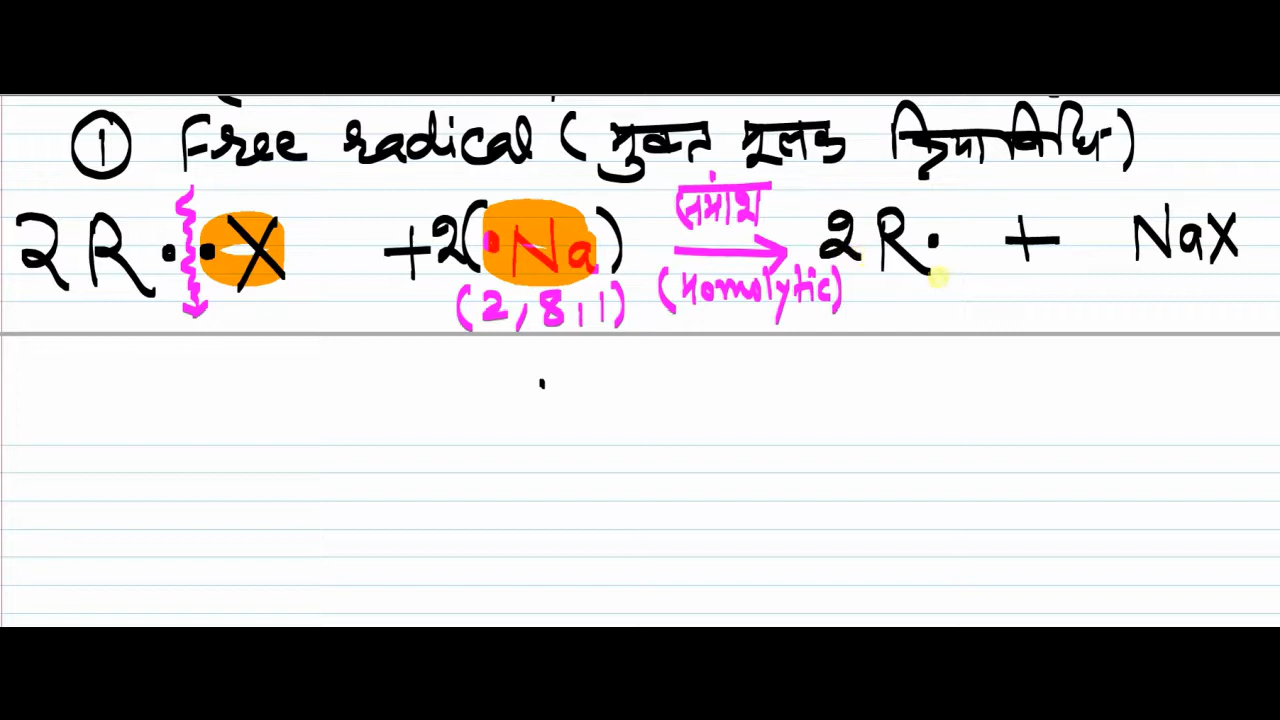 ① Free radical (मुक्त मूलक क्रियाविधि)
समांश
2R··X +2(·Na) → 2R· + NaX
(2,8,1) (Homolytic)